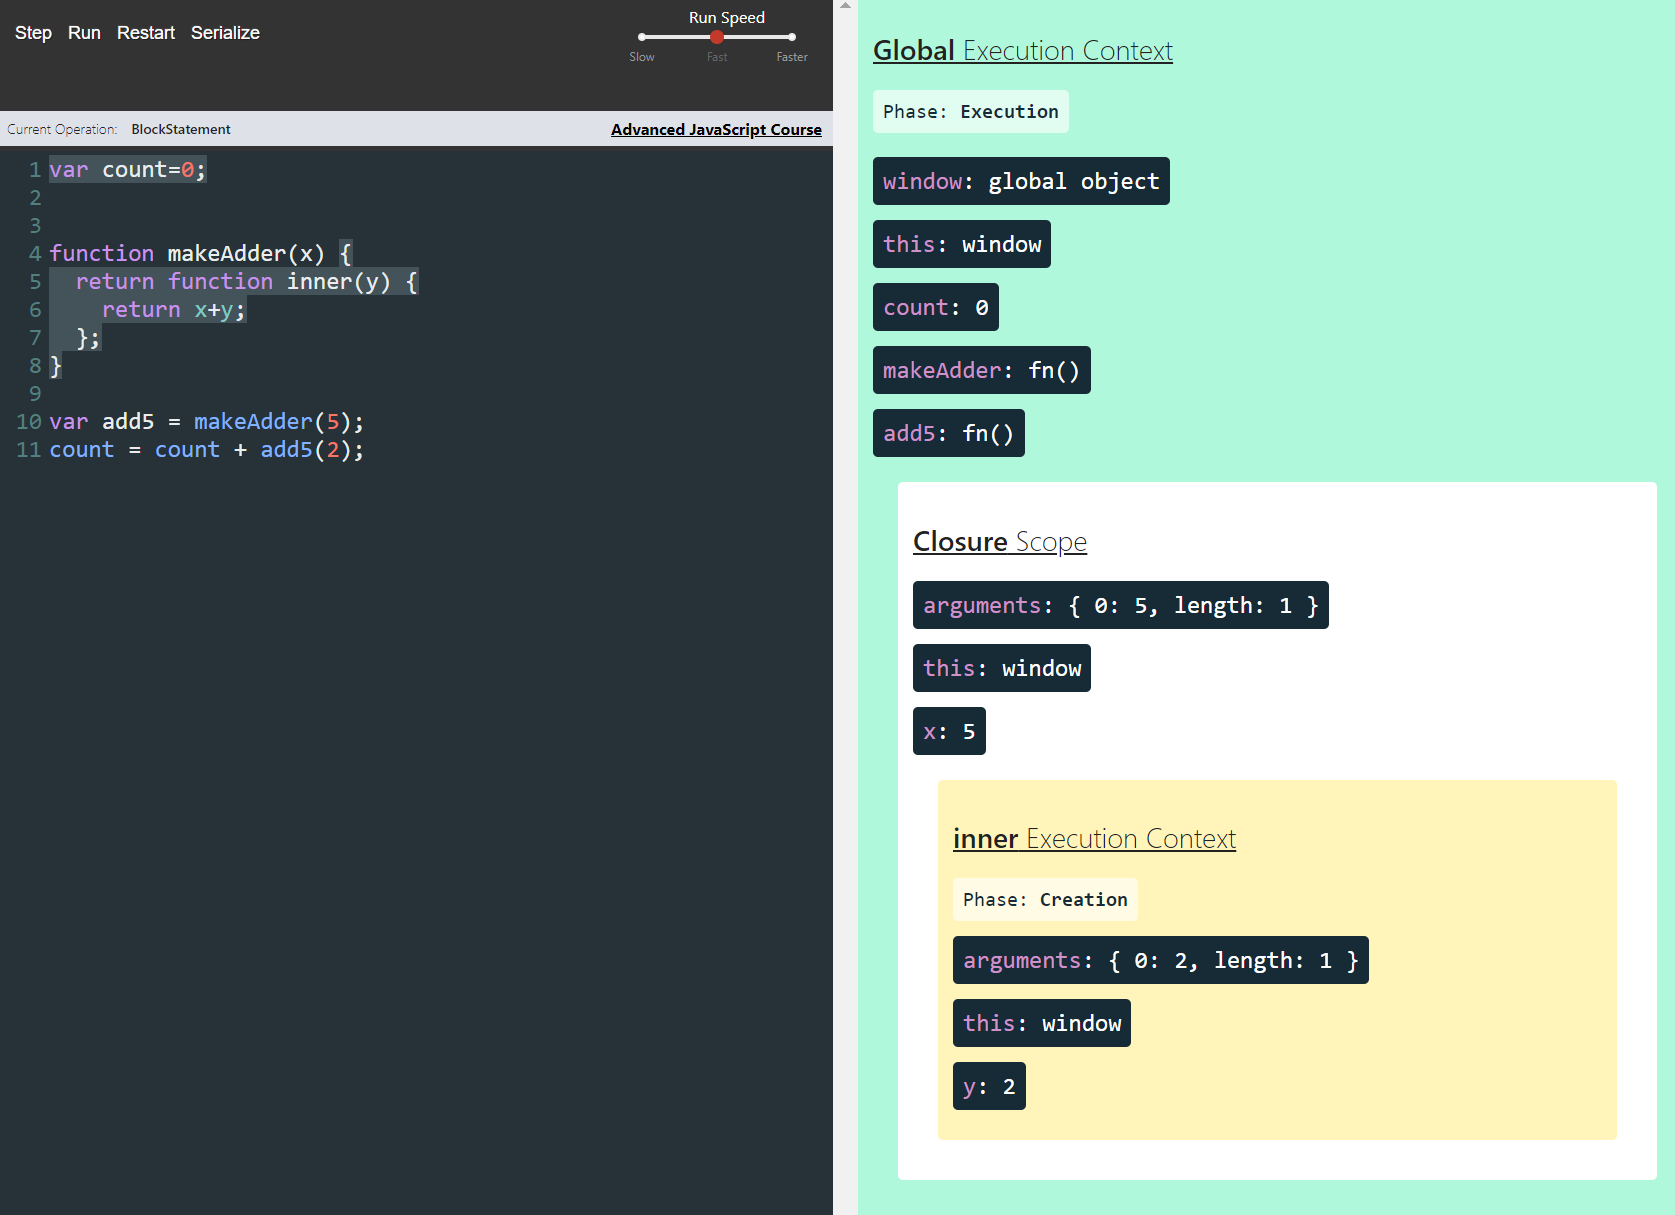 Step Run Restart Serialize
Run Speed
Slow Fast Faster
Current Operation: BlockStatement
Advanced JavaScript Course
1 var count=0;
2
3
4 function makeAdder(x) {
5   return function inner(y) {
6     return x+y;
7   };
8 }
9
10 var add5 = makeAdder(5);
11 count = count + add5(2);
Global Execution Context
Phase: Execution
window: global object
this: window
count: 0
makeAdder: fn()
add5: fn()
Closure Scope
arguments: { 0: 5, length: 1 }
this: window
x: 5
inner Execution Context
Phase: Creation
arguments: { 0: 2, length: 1 }
this: window
y: 2